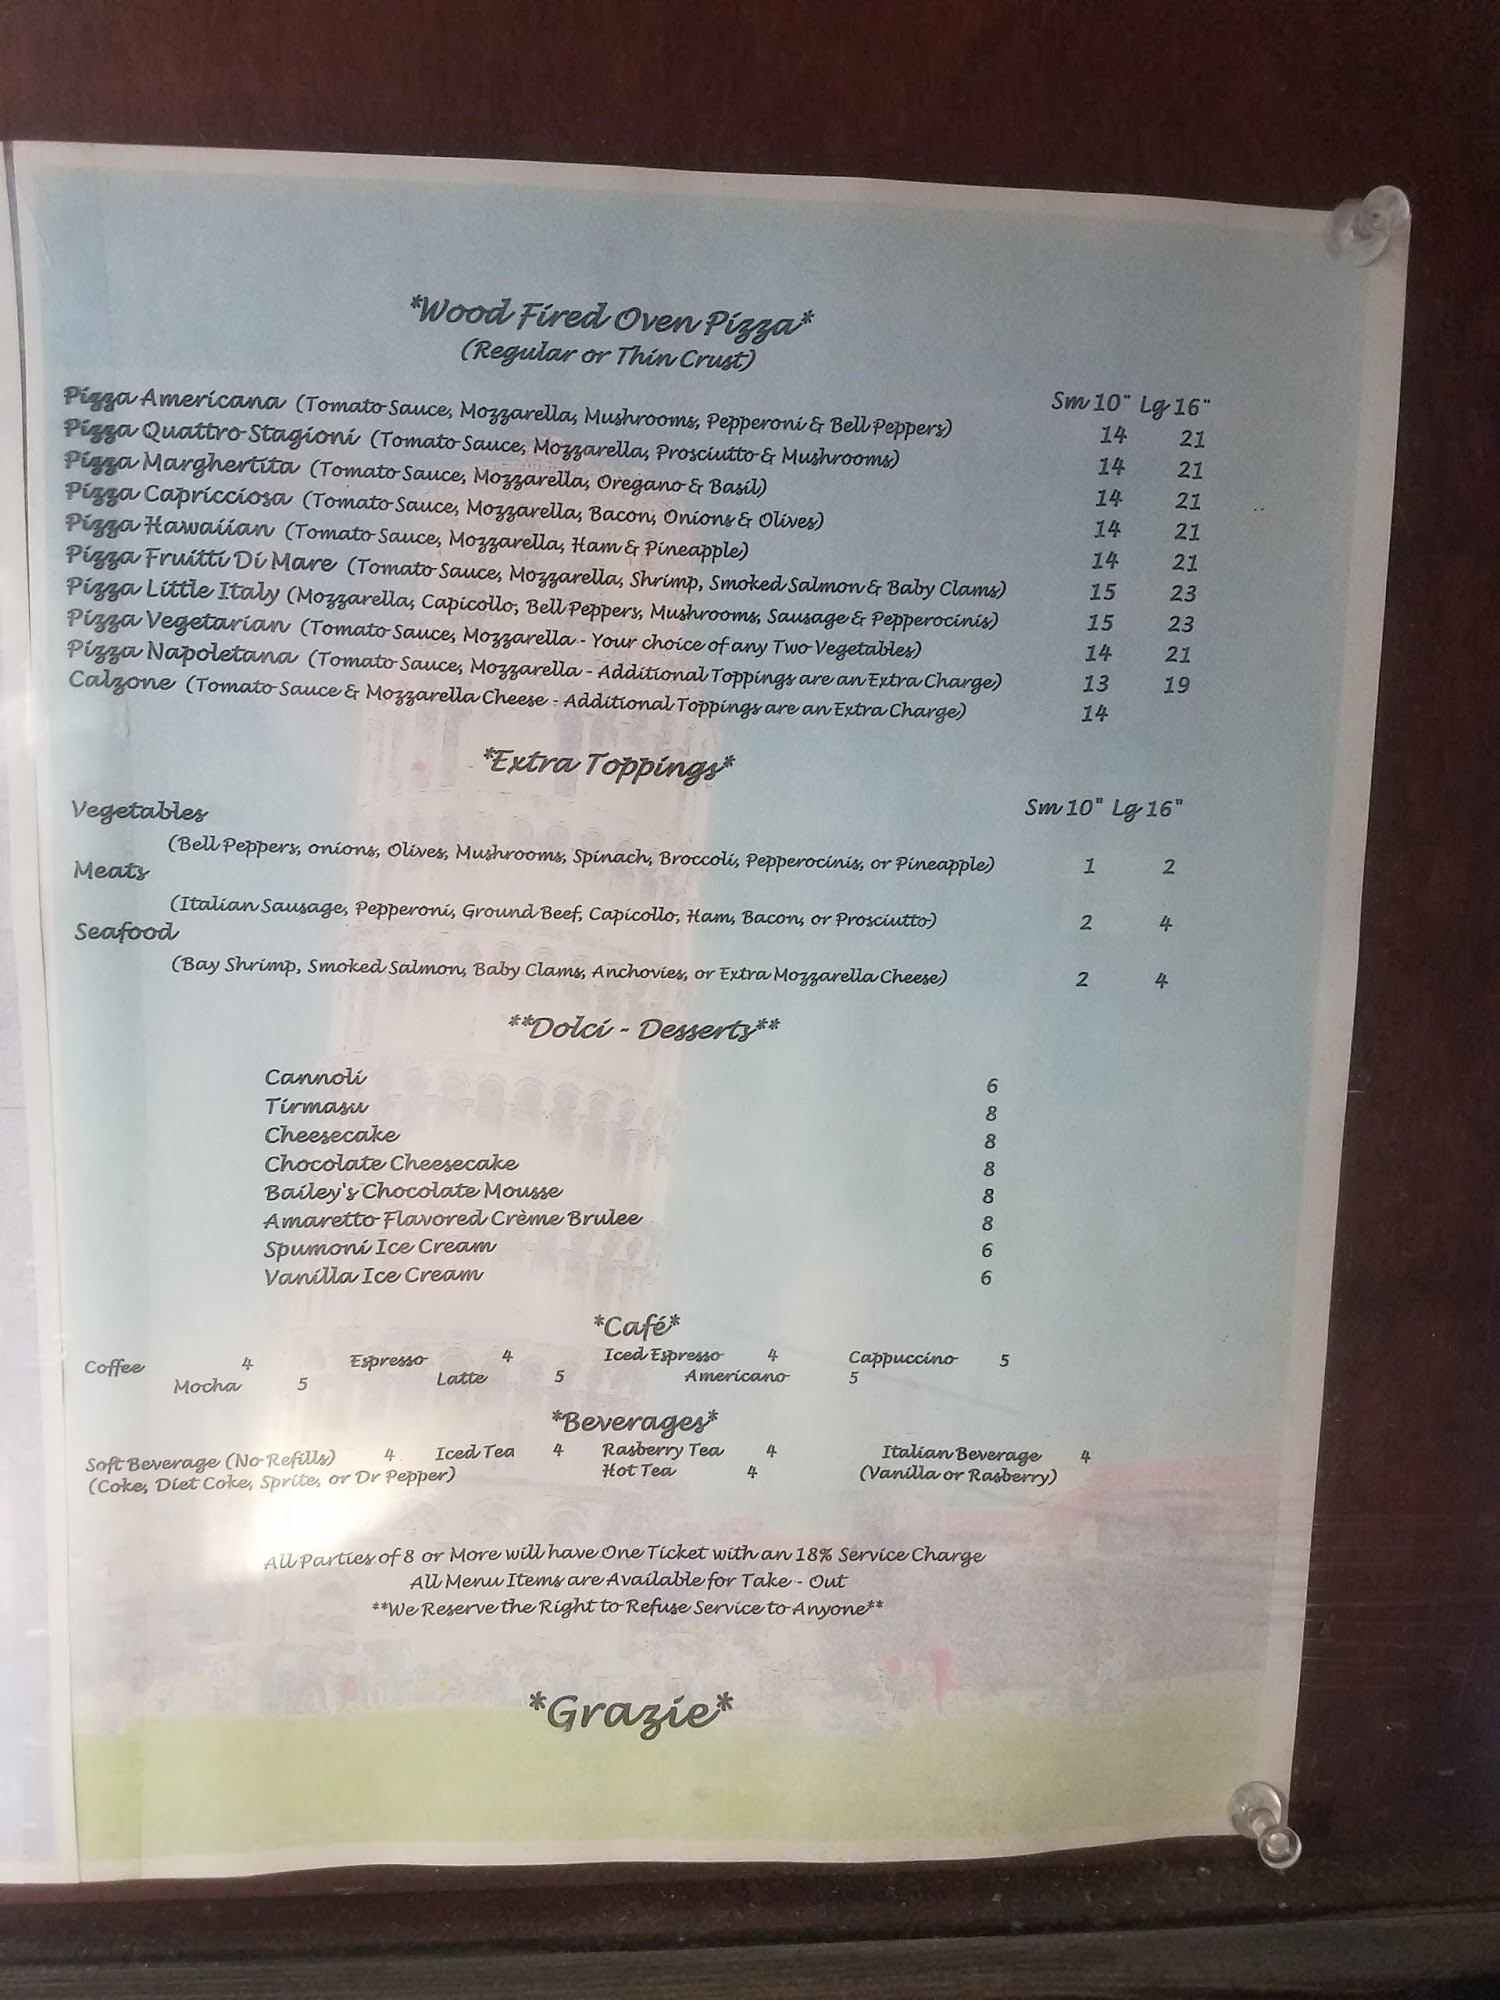 *Wood Fired Oven Pizza*
(Regular or Thin Crust)
Sm 10" Lg 16"
Pizza Americana (Tomato Sauce, Mozzarella, Mushrooms, Pepperoni & Bell Peppers) 14 21
Pizza Quattro Stagioni (Tomato Sauce, Mozzarella, Prosciutto & Mushrooms) 14 21
Pizza Marghertita (Tomato Sauce, Mozzarella, Oregano & Basil) 14 21
Pizza Capricciosa (Tomato Sauce, Mozzarella, Bacon, Onions & Olives) 14 21
Pizza Hawaiian (Tomato Sauce, Mozzarella, Ham & Pineapple) 14 21
Pizza Fruitti Di Mare (Tomato Sauce, Mozzarella, Shrimp, Smoked Salmon & Baby Clams) 15 23
Pizza Little Italy (Mozzarella, Capicollo, Bell Peppers, Mushrooms, Sausage & Pepperocinis) 15 23
Pizza Vegetarian (Tomato Sauce, Mozzarella - Your choice of any Two Vegetables) 14 21
Pizza Napoletana (Tomato Sauce, Mozzarella - Additional Toppings are an Extra Charge) 13 19
Calzone (Tomato Sauce & Mozzarella Cheese - Additional Toppings are an Extra Charge) 14
*Extra Toppings*
Vegetables Sm 10" Lg 16"
(Bell Peppers, onions, Olives, Mushrooms, Spinach, Broccoli, Pepperocinis, or Pineapple) 1 2
Meats
(Italian Sausage, Pepperoni, Ground Beef, Capicollo, Ham, Bacon, or Prosciutto) 2 4
Seafood
(Bay Shrimp, Smoked Salmon, Baby Clams, Anchovies, or Extra Mozzarella Cheese) 2 4
**Dolci - Desserts**
Cannoli 6
Tirmasu 8
Cheesecake 8
Chocolate Cheesecake 8
Bailey's Chocolate Mousse 8
Amaretto Flavored Crème Brulee 8
Spumoni Ice Cream 6
Vanilla Ice Cream 6
*Café*
Coffee 4 Espresso 4 Iced Espresso 4 Cappuccino 5
Mocha 5 Latte 5 Americano 5
*Beverages*
Soft Beverage (No Refills) 4 Iced Tea 4 Rasberry Tea 4 Italian Beverage 4
(Coke, Diet Coke, Sprite, or Dr Pepper) Hot Tea 4 (Vanilla or Rasberry)
All Parties of 8 or More will have One Ticket with an 18% Service Charge
All Menu Items are Available for Take - Out
**We Reserve the Right to Refuse Service to Anyone**
*Grazie*